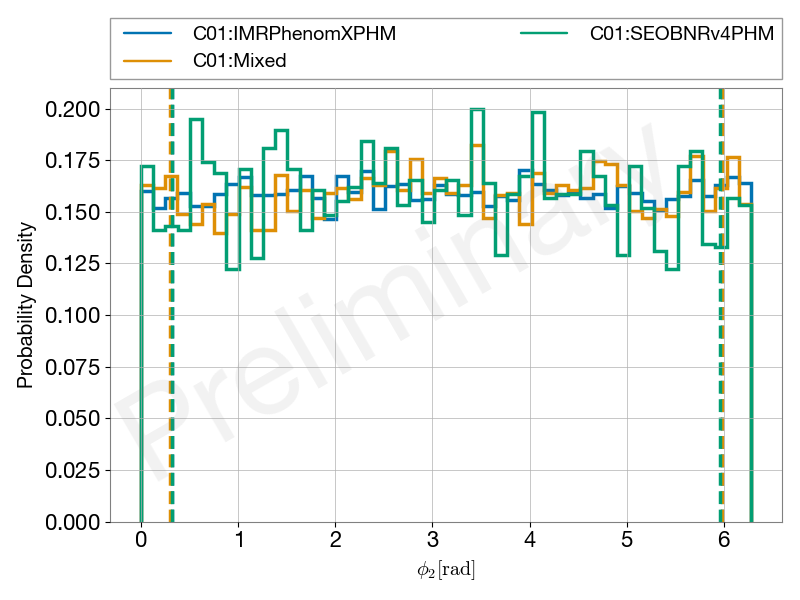 C01:IMRPhenomXPHM
C01:SEOBNRv4PHM
C01:Mixed
0.200
0.175
0.150
0.125
0.100
0.075
0.050
0.025
0.000
Probability Density
Preliminary
0 1 2 3 4 5 6
ϕ₂[rad]